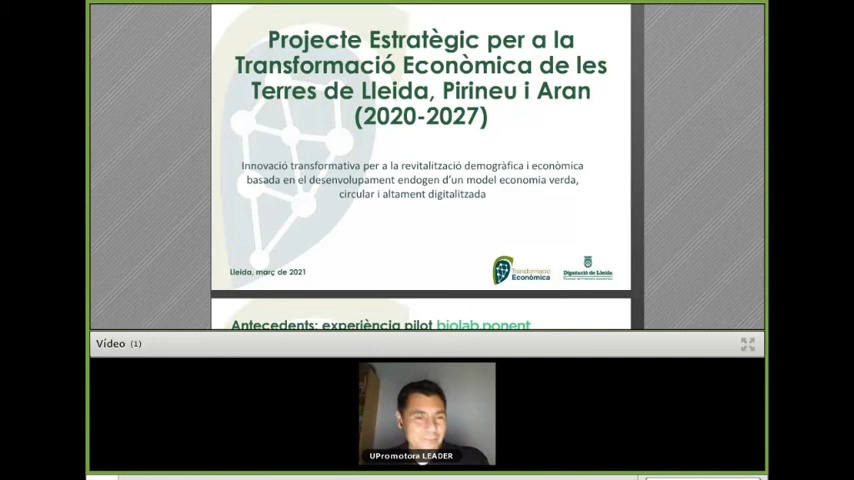 Projecte Estratègic per a la
Transformació Econòmica de les
Terres de Lleida, Pirineu i Aran
(2020-2027)
Innovació transformativa per a la revitalització demogràfica i econòmica
basada en el desenvolupament endogen d'un model economia verda,
circular i altament digitalitzada
Lleida, març de 2021
Transformació
Econòmica
Diputació de Lleida
Antecedents: experiència pilot biolab ponent
Vídeo (1)
UPromotora LEADER